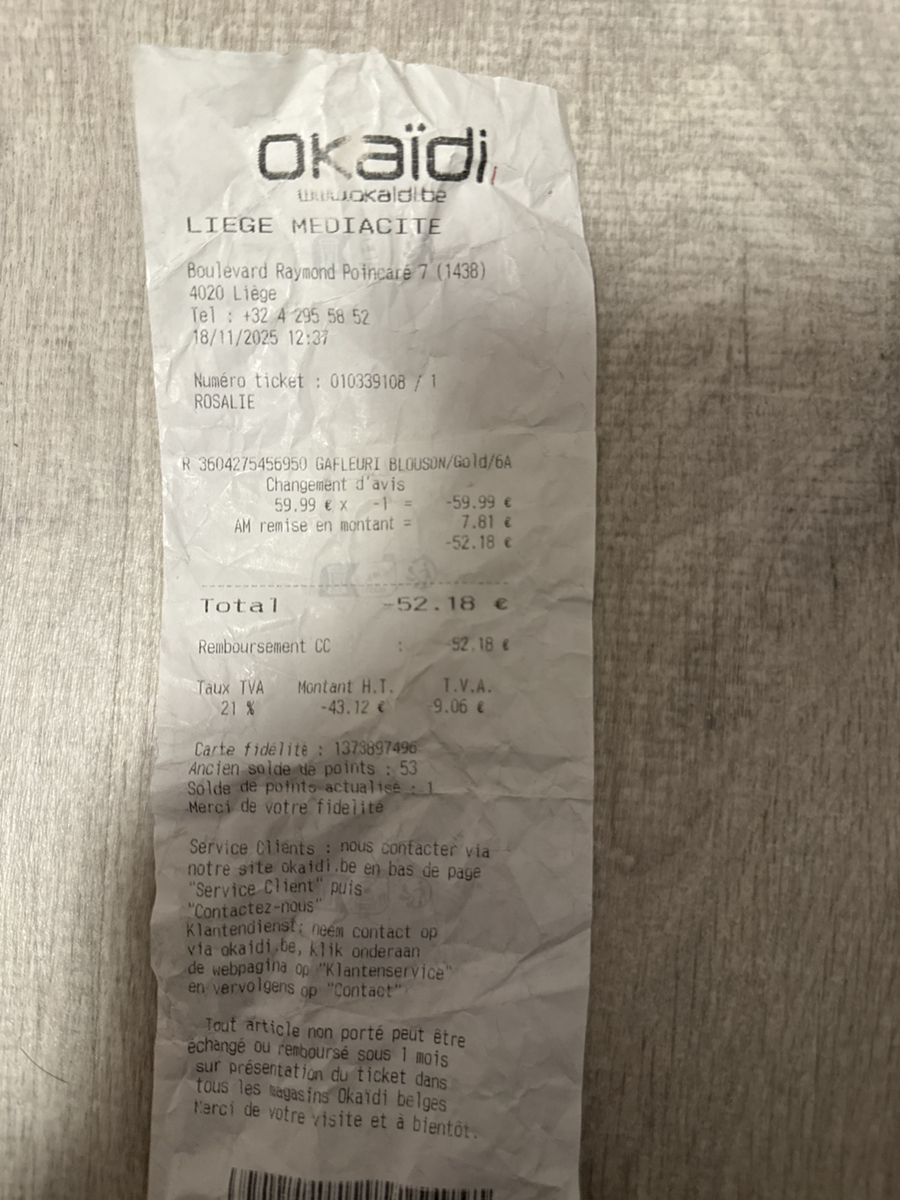 okaïdi
www.okaidi.be
LIEGE MEDIACITE
Boulevard Raymond Poincaré 7 (1438)
4020 Liège
Tel : +32 4 295 58 52
18/11/2025 12:37
Numéro ticket : 010339108 / 1
ROSALIE
R 3604275456950 GAFLEURI BLOUSON/Gold/6A
Changement d'avis
59.99 € x -1 = -59.99 €
AM remise en montant = 7.81 €
-52.18 €
Total -52.18 €
Remboursement CC : -52.18 €
Taux TVA Montant H.T. T.V.A.
21 % -43.12 € -9.06 €
Carte fidélité : 1373897496
Ancien solde de points : 53
Solde de points actualisé : 1
Merci de votre fidelité
Service Clients : nous contacter via
notre site okaidi.be en bas de page
"Service Client" puis
"Contactez-nous"
Klantendienst: neem contact op
via okaidi.be, klik onderaan
de webpagina op "Klantenservice"
en vervolgens op "Contact"
Tout article non porté peut être
échangé ou remboursé sous 1 mois
sur présentation du ticket dans
tous les magasins Okaïdi belges
Merci de votre visite et à bientôt.